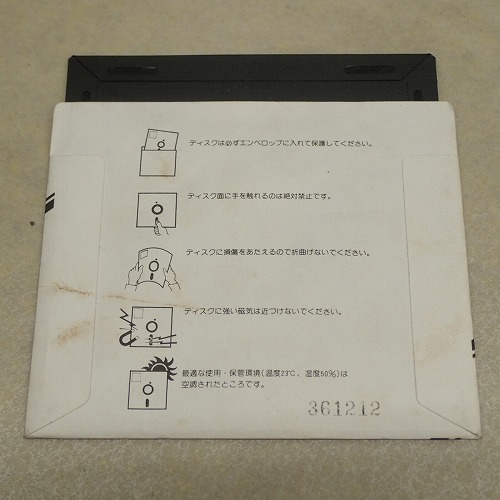 ディスクは必ずエンベロップに入れて保護してください。
ディスク面に手を触れるのは絶対禁止です。
ディスクに損傷をあたえるので折曲げないでください。
ディスクに強い磁気は近づけないでください。
最適な使用・保管環境(温度23℃、湿度50%)は
空調されたところです。
361212